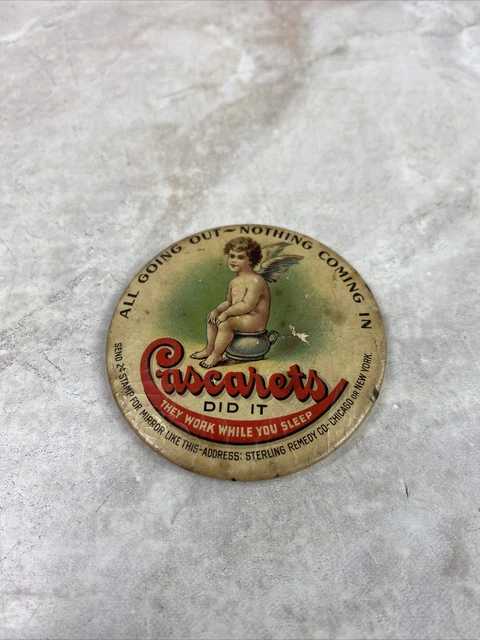 ALL GOING OUT~NOTHING COMING IN
Cascarets
DID IT
THEY WORK WHILE YOU SLEEP
SEND 2¢ STAMP FOR MIRROR LIKE THIS-ADDRESS: STERLING REMEDY CO-CHICAGO OR NEW YORK